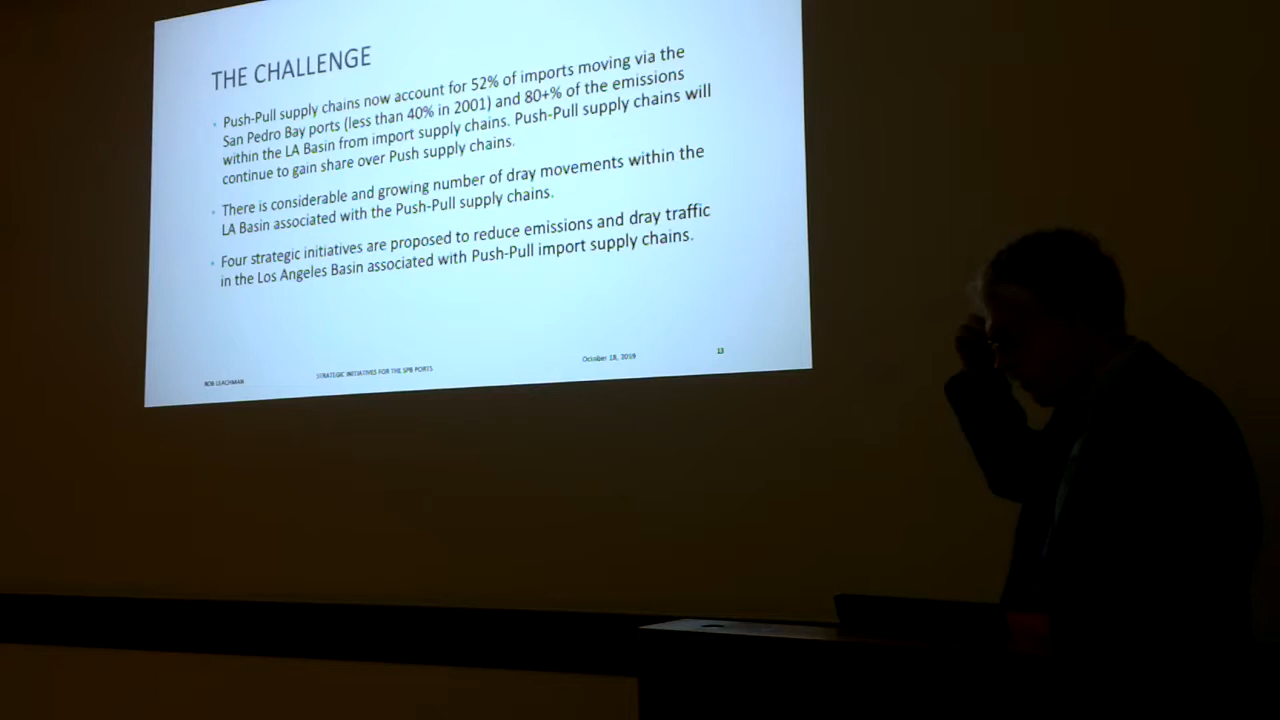 THE CHALLENGE
• Push-Pull supply chains now account for 52% of imports moving via the
San Pedro Bay ports (less than 40% in 2001) and 80+% of the emissions
within the LA Basin from import supply chains. Push-Pull supply chains will
continue to gain share over Push supply chains.
• There is considerable and growing number of dray movements within the
LA Basin associated with the Push-Pull supply chains.
• Four strategic initiatives are proposed to reduce emissions and dray traffic
in the Los Angeles Basin associated with Push-Pull import supply chains.
BOB LEACHMAN STRATEGIC INITIATIVES FOR THE SPB PORTS October 18, 2019 13